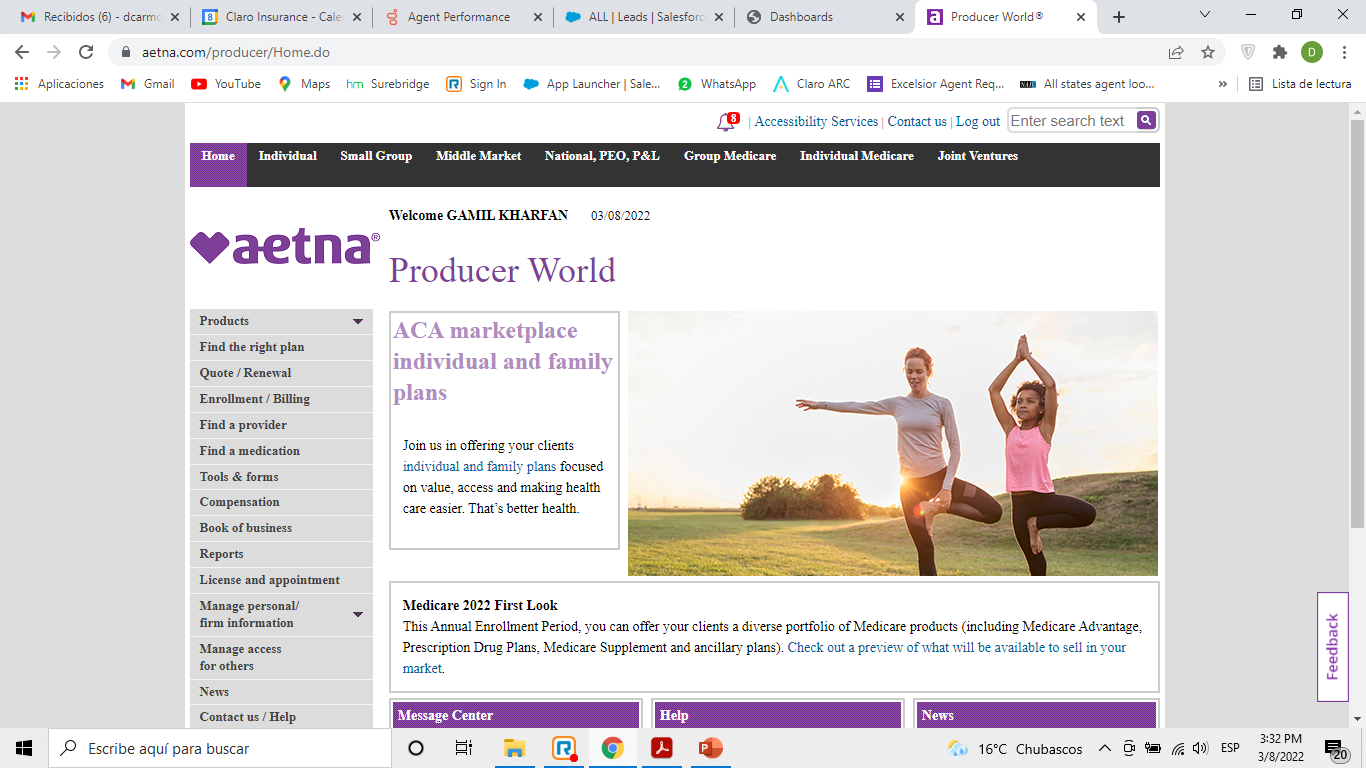 Recibidos (6) - dcarmo
Claro Insurance - Cale
Agent Performance
ALL | Leads | Salesforc
Dashboards
Producer World®
aetna.com/producer/Home.do
D
Aplicaciones
Gmail
YouTube
Maps
hm Surebridge
Sign In
App Launcher | Sale...
WhatsApp
Claro ARC
Excelsior Agent Req...
All states agent loo...
»
Lista de lectura
8 | Accessibility Services | Contact us | Log out
Enter search text
Home Individual Small Group Middle Market National, PEO, P&L Group Medicare Individual Medicare Joint Ventures
Welcome GAMIL KHARFAN 03/08/2022
aetna®
Producer World
Products
Find the right plan
Quote / Renewal
Enrollment / Billing
Find a provider
Find a medication
Tools & forms
Compensation
Book of business
Reports
License and appointment
Manage personal/
firm information
Manage access
for others
News
Contact us / Help
ACA marketplace
individual and family
plans
Join us in offering your clients
individual and family plans focused
on value, access and making health
care easier. That’s better health.
Medicare 2022 First Look
This Annual Enrollment Period, you can offer your clients a diverse portfolio of Medicare products (including Medicare Advantage,
Prescription Drug Plans, Medicare Supplement and ancillary plans). Check out a preview of what will be available to sell in your
market.
Message Center
Help
News
Feedback
Escribe aquí para buscar
16°C Chubascos
ESP
3:32 PM
3/8/2022
20